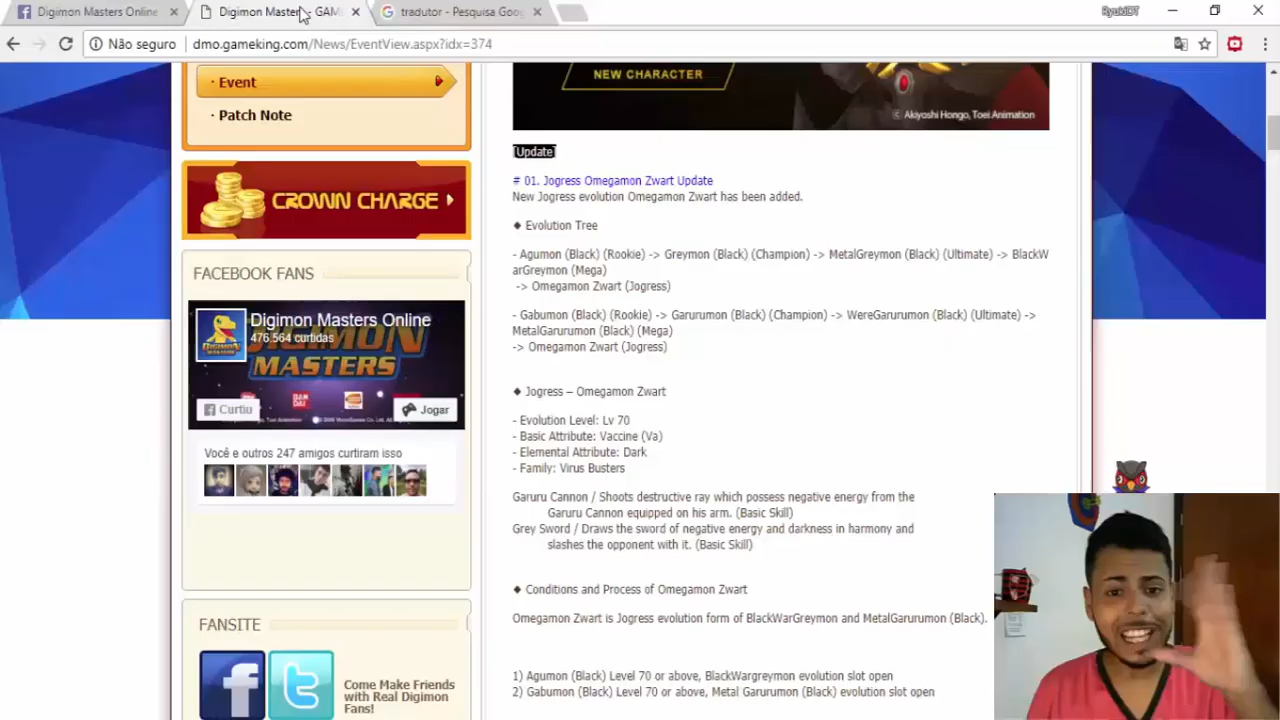 Digimon Masters Online
Digimon Masters - GAM
tradutor - Pesquisa Goo
RyukiDT
Não seguro
dmo.gameking.com/News/EventView.aspx?idx=374
· Event
· Patch Note
CROWN CHARGE
FACEBOOK FANS
Digimon Masters Online
476.564 curtidas
DIGIMON
MASTERS
Curtiu
Jogar
Você e outros 247 amigos curtiram isso
FANSITE
Come Make Friends
with Real Digimon
Fans!
NEW CHARACTER
© Akiyoshi Hongo, Toei Animation
[Update]
# 01. Jogress Omegamon Zwart Update
New Jogress evolution Omegamon Zwart has been added.
◆ Evolution Tree
- Agumon (Black) (Rookie) -> Greymon (Black) (Champion) -> MetalGreymon (Black) (Ultimate) -> BlackW
arGreymon (Mega)
-> Omegamon Zwart (Jogress)
- Gabumon (Black) (Rookie) -> Garurumon (Black) (Champion) -> WereGarurumon (Black) (Ultimate) ->
MetalGarurumon (Black) (Mega)
-> Omegamon Zwart (Jogress)
◆ Jogress – Omegamon Zwart
- Evolution Level: Lv 70
- Basic Attribute: Vaccine (Va)
- Elemental Attribute: Dark
- Family: Virus Busters
Garuru Cannon / Shoots destructive ray which possess negative energy from the
Garuru Cannon equipped on his arm. (Basic Skill)
Grey Sword / Draws the sword of negative energy and darkness in harmony and
slashes the opponent with it. (Basic Skill)
◆ Conditions and Process of Omegamon Zwart
Omegamon Zwart is Jogress evolution form of BlackWarGreymon and MetalGarurumon (Black).
1) Agumon (Black) Level 70 or above, BlackWargreymon evolution slot open
2) Gabumon (Black) Level 70 or above, Metal Garurumon (Black) evolution slot open